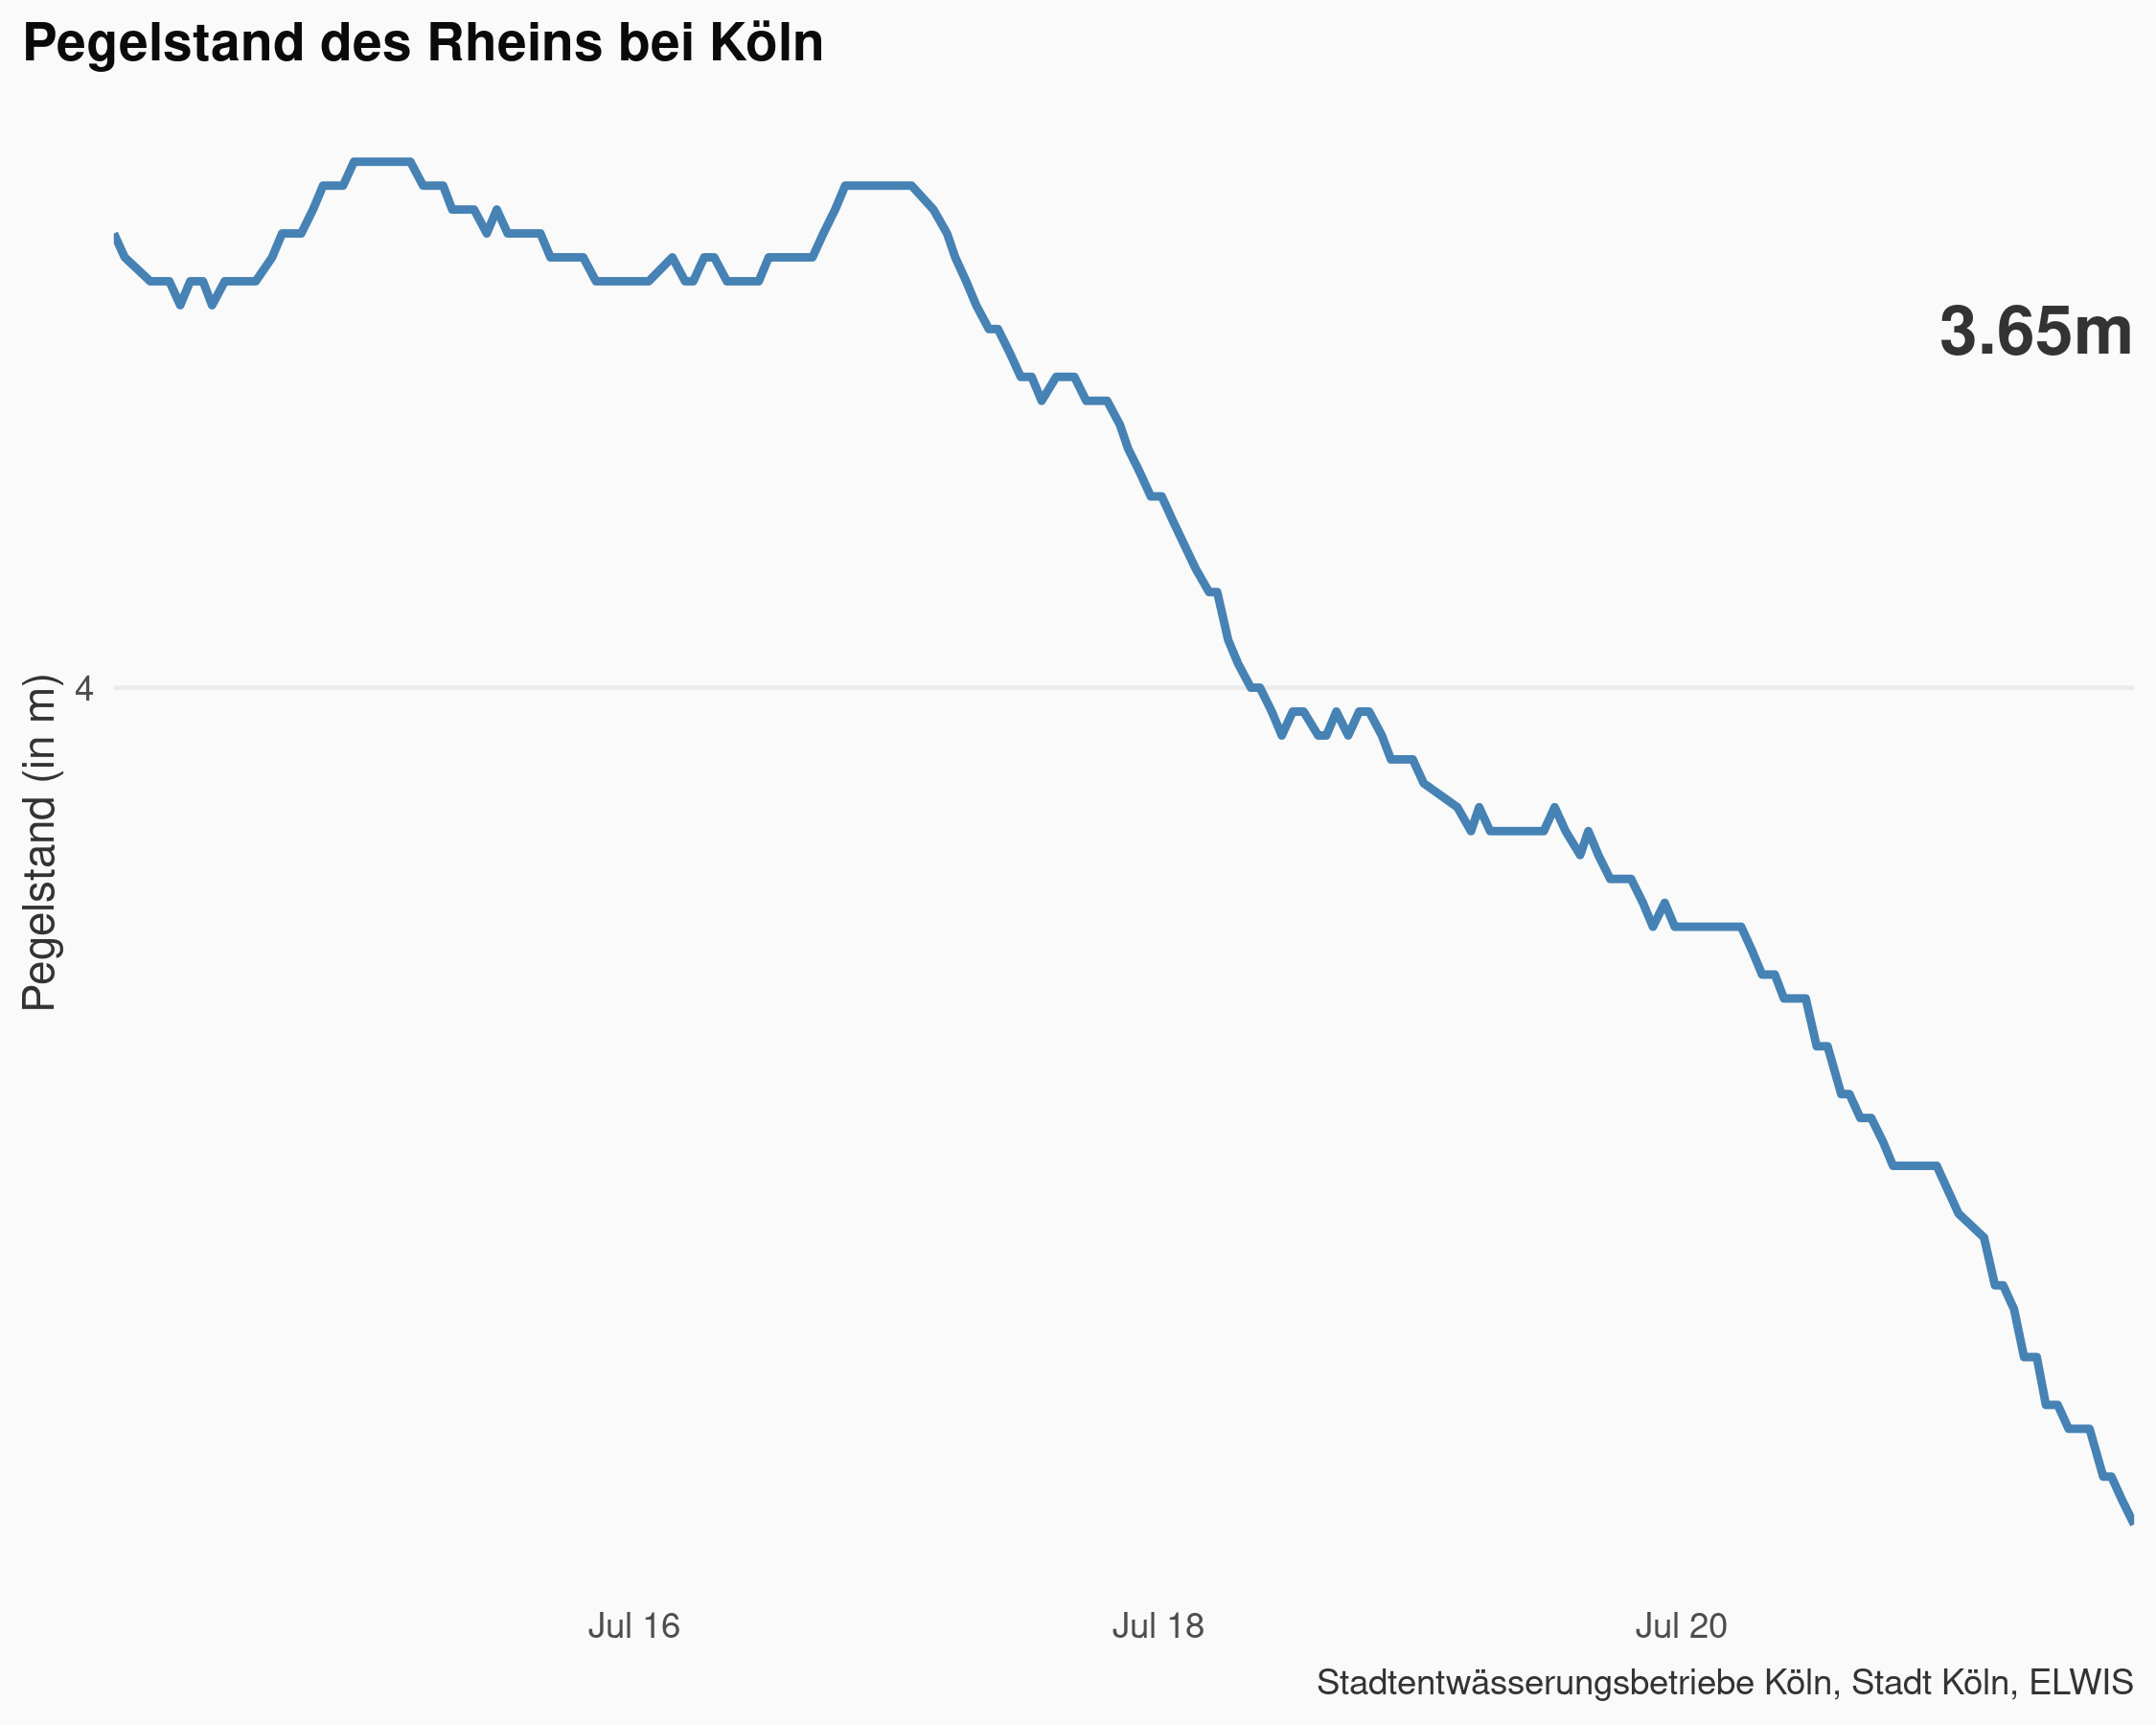 Pegelstand des Rheins bei Köln
3.65m
Pegelstand (in m)
4
Jul 16
Jul 18
Jul 20
Stadtentwässerungsbetriebe Köln, Stadt Köln, ELWIS